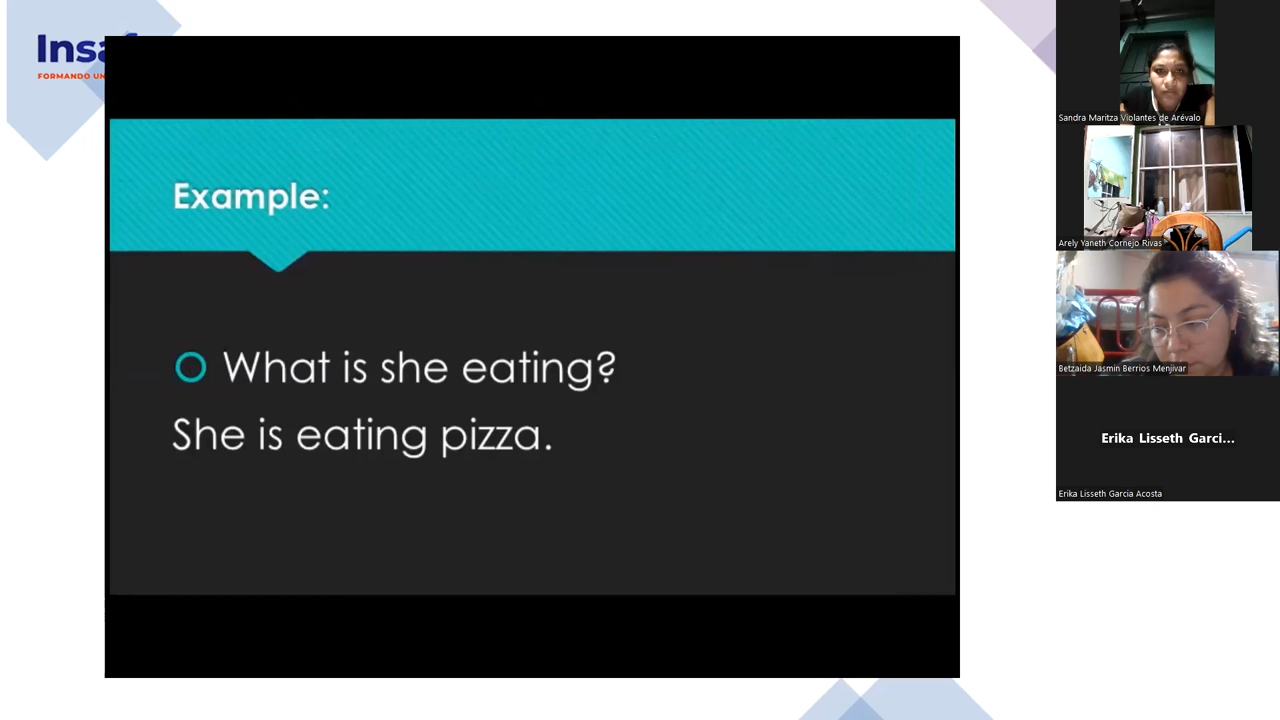 FORMANDO UN
Example:
What is she eating?
She is eating pizza.
Sandra Maritza Violantes de Arévalo
Arely Yaneth Cornejo Rivas
Betzaida Jasmin Berrios Menjivar
Erika Lisseth Garci...
Erika Lisseth Garcia Acosta